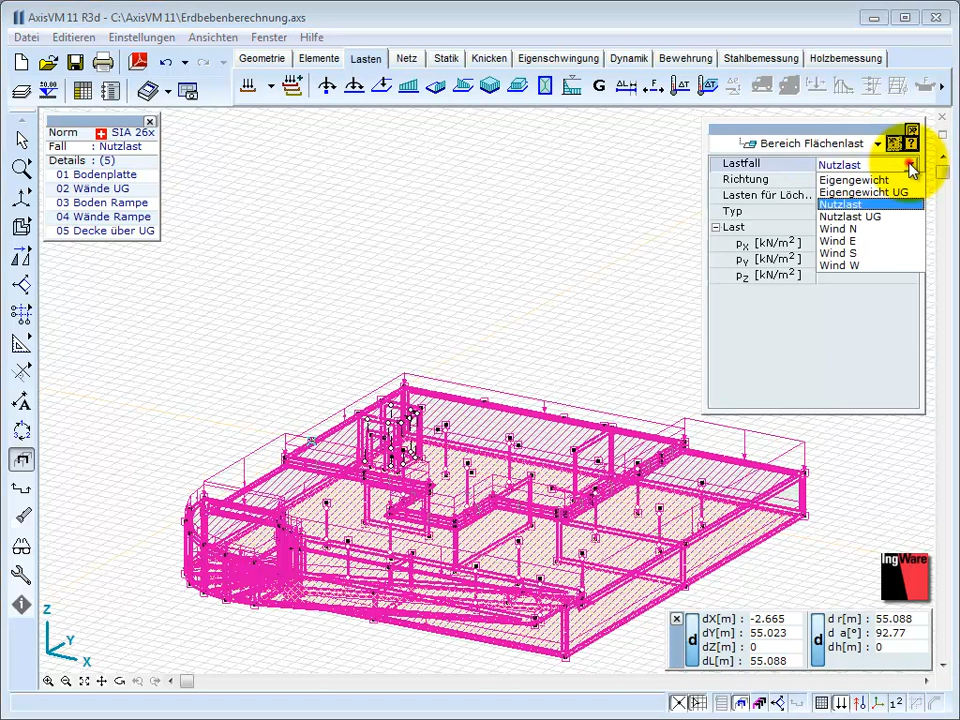 AxisVM 11 R3d - C:\AxisVM 11\Erdbebenberechnung.axs
Datei Editieren Einstellungen Ansichten Fenster Hilfe
Geometrie Elemente Lasten Netz Statik Knicken Eigenschwingung Dynamik Bewehrung Stahlbemessung Holzbemessung
Norm SIA 26x
Fall : Nutzlast
Details : (5)
01 Bodenplatte
02 Wände UG
03 Boden Rampe
04 Wände Rampe
05 Decke über UG
Bereich Flächenlast
Lastfall Nutzlast
Richtung
Lasten für Löch..
Typ
Last
pX [kN/m²]
pY [kN/m²]
pZ [kN/m²]
Eigengewicht
Eigengewicht UG
Nutzlast
Nutzlast UG
Wind N
Wind E
Wind S
Wind W
IngWare
Z
Y
X
d
dX[m] : -2.665
dY[m] : 55.023
dZ[m] : 0
dL[m] : 55.088
d
d r[m] : 55.088
d a[°] : 92.77
dh[m] : 0